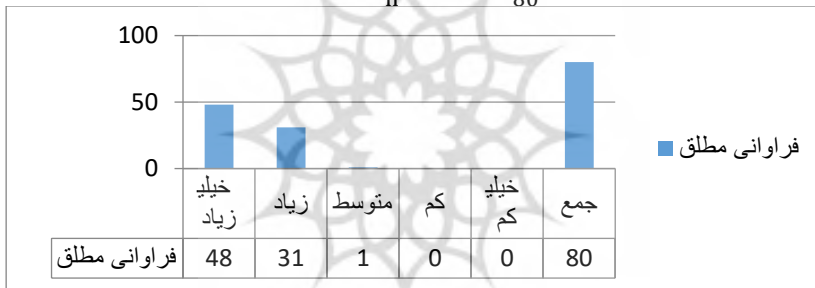 n 80
100
50
0
خیلی زیاد زیاد متوسط کم خیلی کم جمع
فراوانی مطلق 48 31 1 0 0 80
فراوانی مطلق